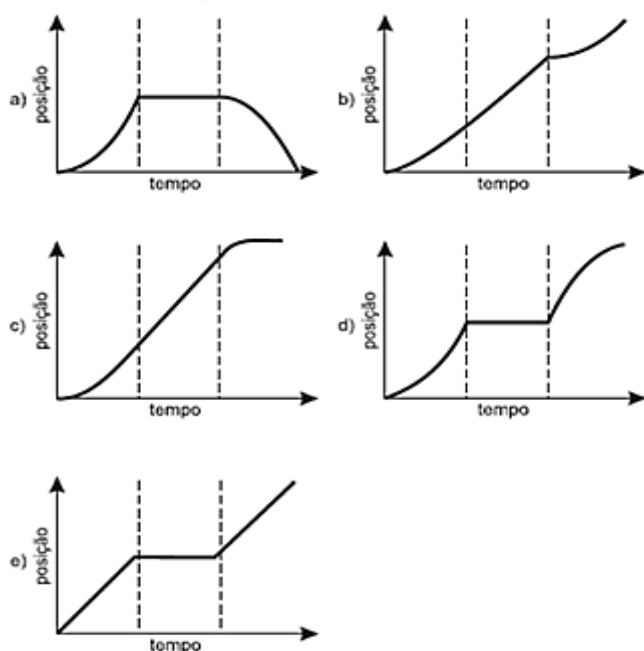 a)
posição
tempo
b)
posição
tempo
c)
posição
tempo
d)
posição
tempo
e)
posição
tempo